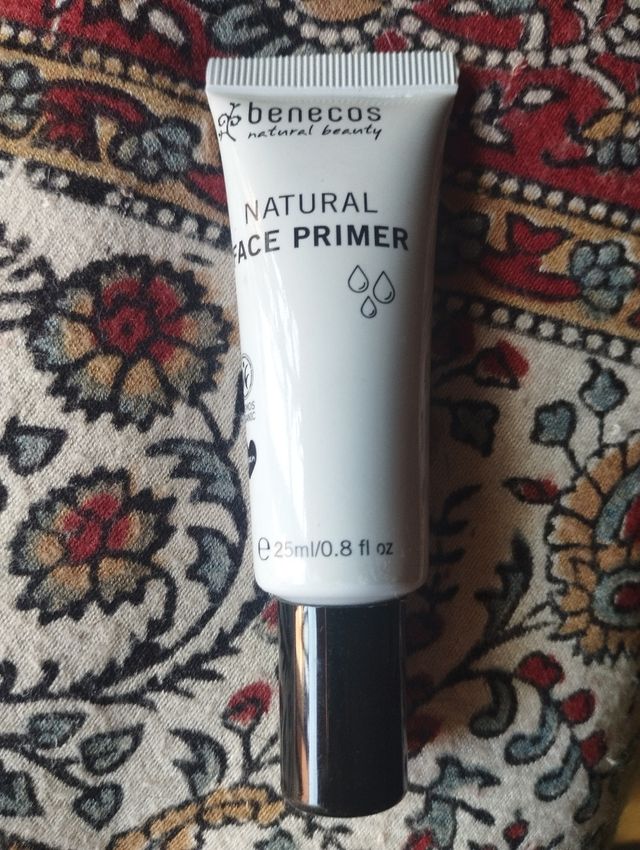 benecos
natural beauty
NATURAL
FACE PRIMER
e 25ml/0.8 fl oz